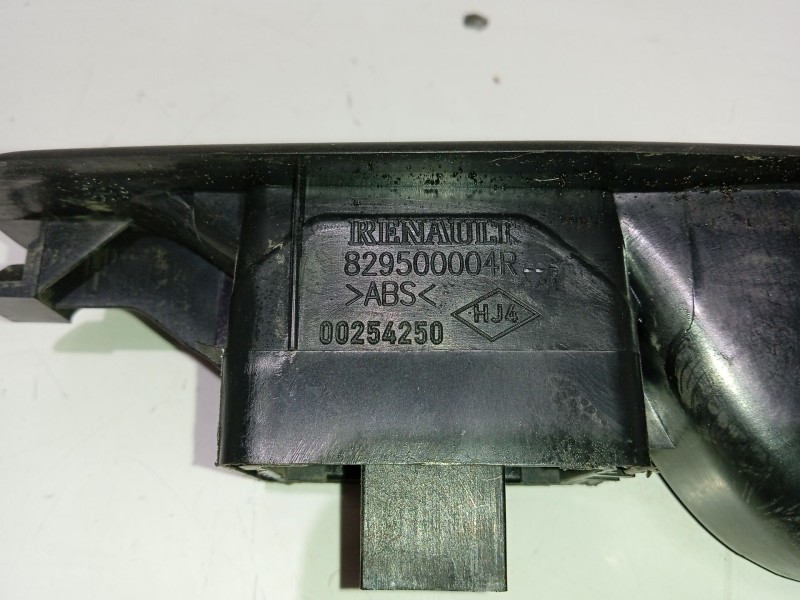 RENAULT
829500004R
>ABS<
HJ4
00254250